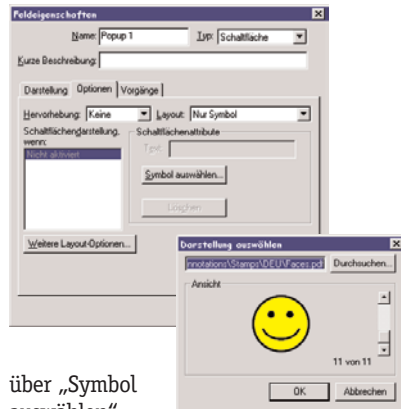 Feldeigenschaften
Name: Popup 1 Typ: Schaltfläche
Kurze Beschreibung:
Darstellung Optionen Vorgänge
Hervorhebung: Keine Layout: Nur Symbol
Schaltflächendarstellung, wenn: Schaltflächenattribute
Nicht aktiviert Text:
Symbol auswählen...
Löschen
Weitere Layout-Optionen...
Darstellung auswählen
nnotations\Stamps\DEU\Faces.pdf Durchsuchen...
Ansicht
11 von 11
OK Abbrechen
über „Symbol
auswählen“